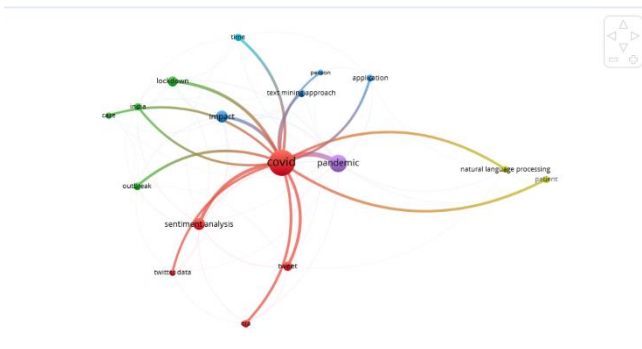 time
person
lockdown
application
text mining approach
india
case
impact
covid
pandemic
natural language processing
patient
outbreak
sentiment analysis
tweet
twitter data